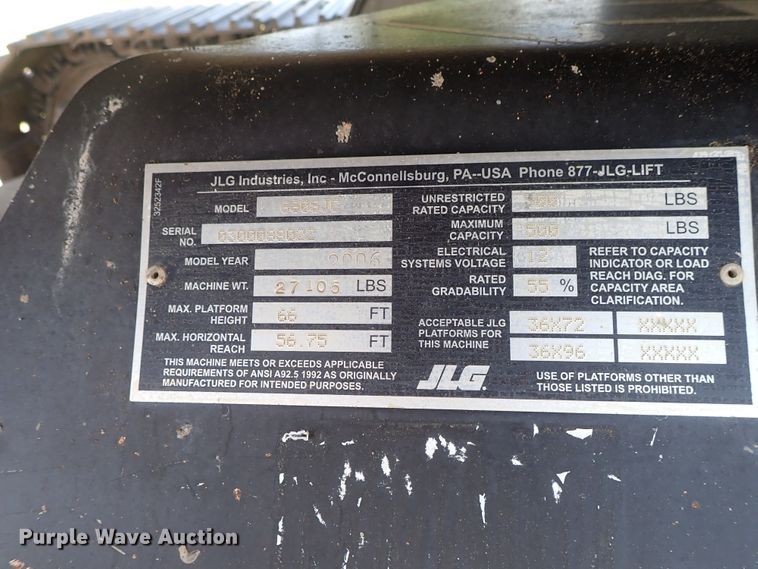 3252342F
JLG Industries, Inc - McConnellsburg, PA--USA Phone 877-JLG-LIFT
MODEL
SERIAL NO.
MODEL YEAR 2006
MACHINE WT. 27105 LBS
MAX. PLATFORM HEIGHT 66 FT
MAX. HORIZONTAL REACH 56.75 FT
THIS MACHINE MEETS OR EXCEEDS APPLICABLE
REQUIREMENTS OF ANSI A92.5 1992 AS ORIGINALLY
MANUFACTURED FOR INTENDED PURPOSES.
UNRESTRICTED RATED CAPACITY LBS
MAXIMUM CAPACITY 500 LBS
ELECTRICAL SYSTEMS VOLTAGE 12
RATED GRADABILITY 55 %
REFER TO CAPACITY
INDICATOR OR LOAD
REACH DIAG. FOR
CAPACITY AREA
CLARIFICATION.
ACCEPTABLE JLG
PLATFORMS FOR
THIS MACHINE
36X72 XXXXX
36X96 XXXXX
JLG
USE OF PLATFORMS OTHER THAN
THOSE LISTED IS PROHIBITED.
Purple Wave Auction